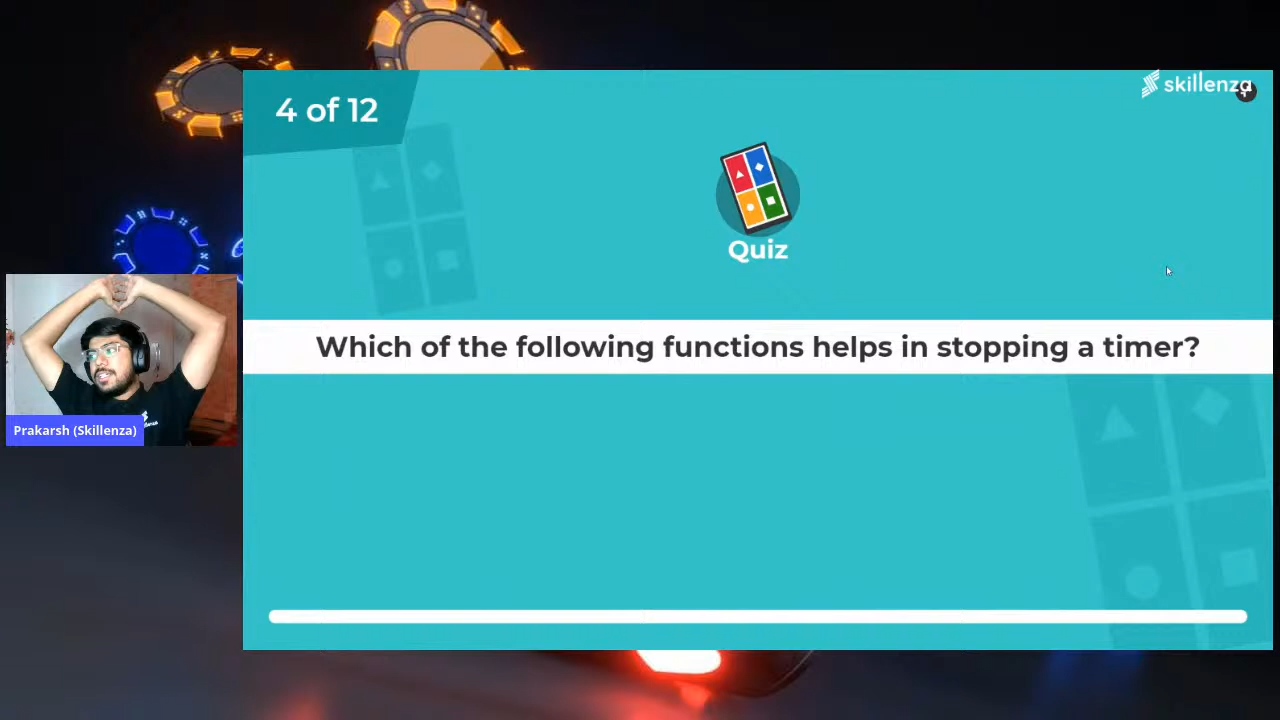 4 of 12
skillenza
Quiz
Which of the following functions helps in stopping a timer?
Prakarsh (Skillenza)